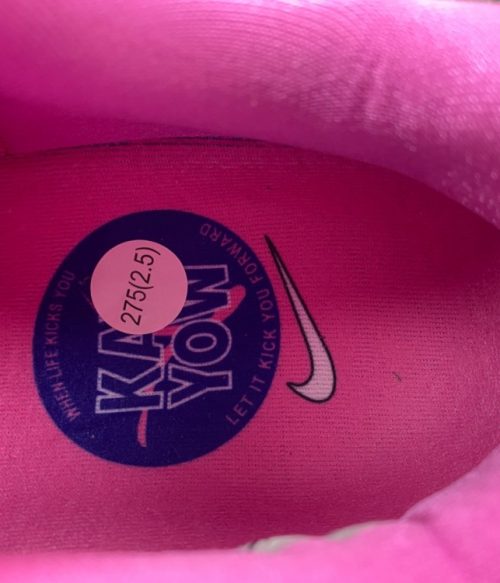 WHEN LIFE KICKS YOU
275(2.5)
YOW
LET IT KICK YOU FORWARD